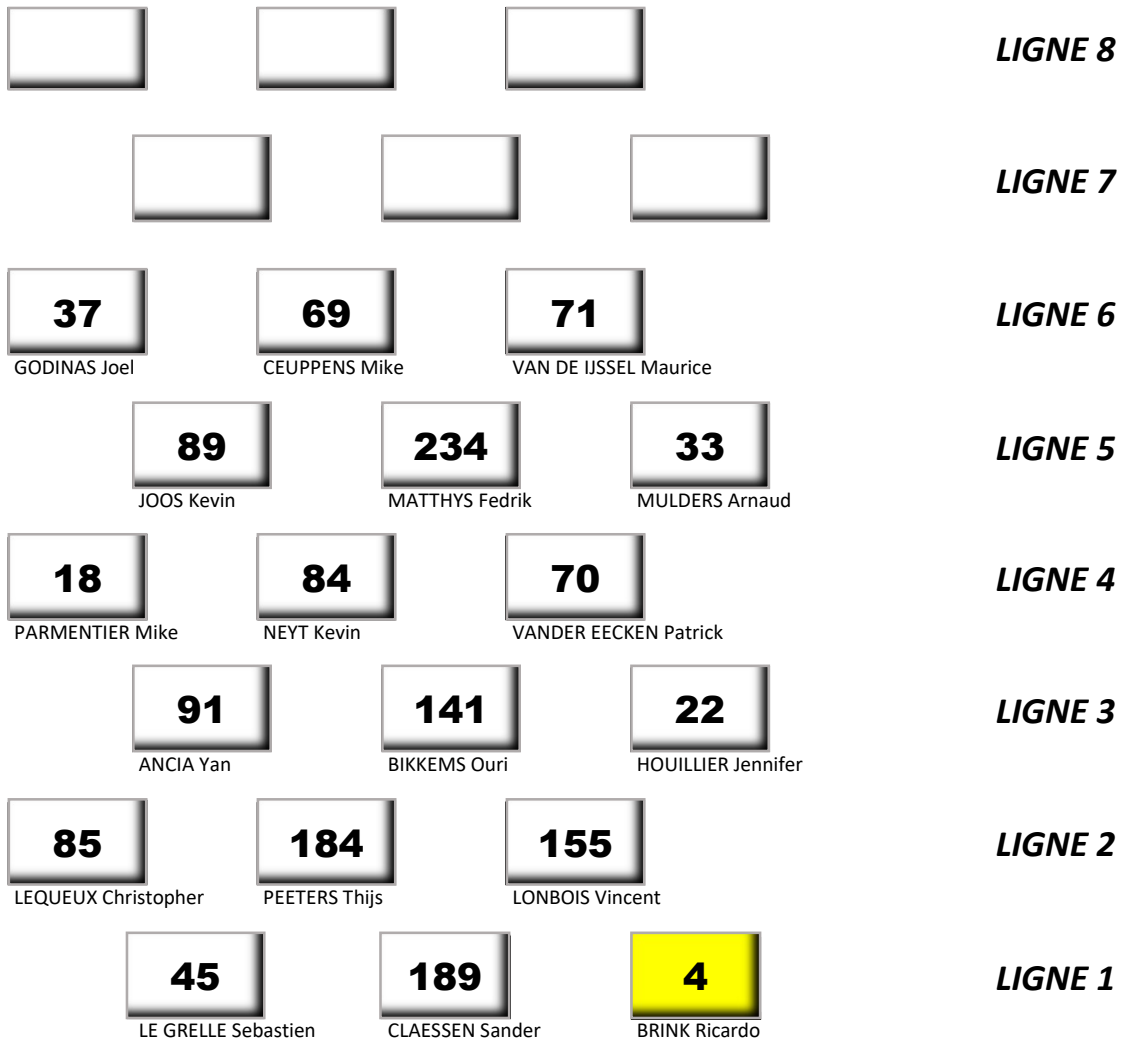 LIGNE 8
LIGNE 7
37 69 71 LIGNE 6
GODINAS Joel CEUPPENS Mike VAN DE IJSSEL Maurice
89 234 33 LIGNE 5
JOOS Kevin MATTHYS Fedrik MULDERS Arnaud
18 84 70 LIGNE 4
PARMENTIER Mike NEYT Kevin VANDER EECKEN Patrick
91 141 22 LIGNE 3
ANCIA Yan BIKKEMS Ouri HOUILLIER Jennifer
85 184 155 LIGNE 2
LEQUEUX Christopher PEETERS Thijs LONBOIS Vincent
45 189 4 LIGNE 1
LE GRELLE Sebastien CLAESSEN Sander BRINK Ricardo